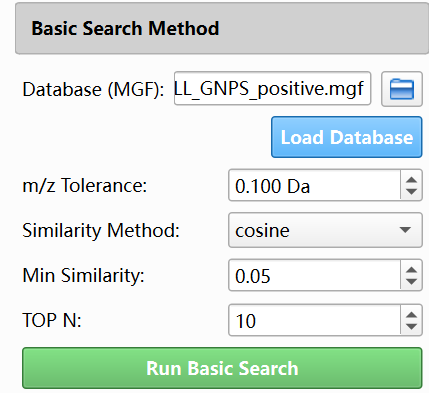 Basic Search Method
Database (MGF): LL_GNPS_positive.mgf
Load Database
m/z Tolerance: 0.100 Da
Similarity Method: cosine
Min Similarity: 0.05
TOP N: 10
Run Basic Search